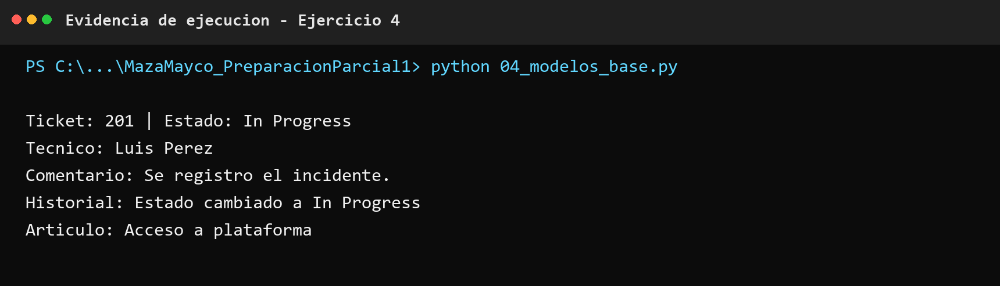 Evidencia de ejecucion - Ejercicio 4
PS C:\...\MazaMayco_PreparacionParcial1> python 04_modelos_base.py
Ticket: 201 | Estado: In Progress
Tecnico: Luis Perez
Comentario: Se registro el incidente.
Historial: Estado cambiado a In Progress
Articulo: Acceso a plataforma